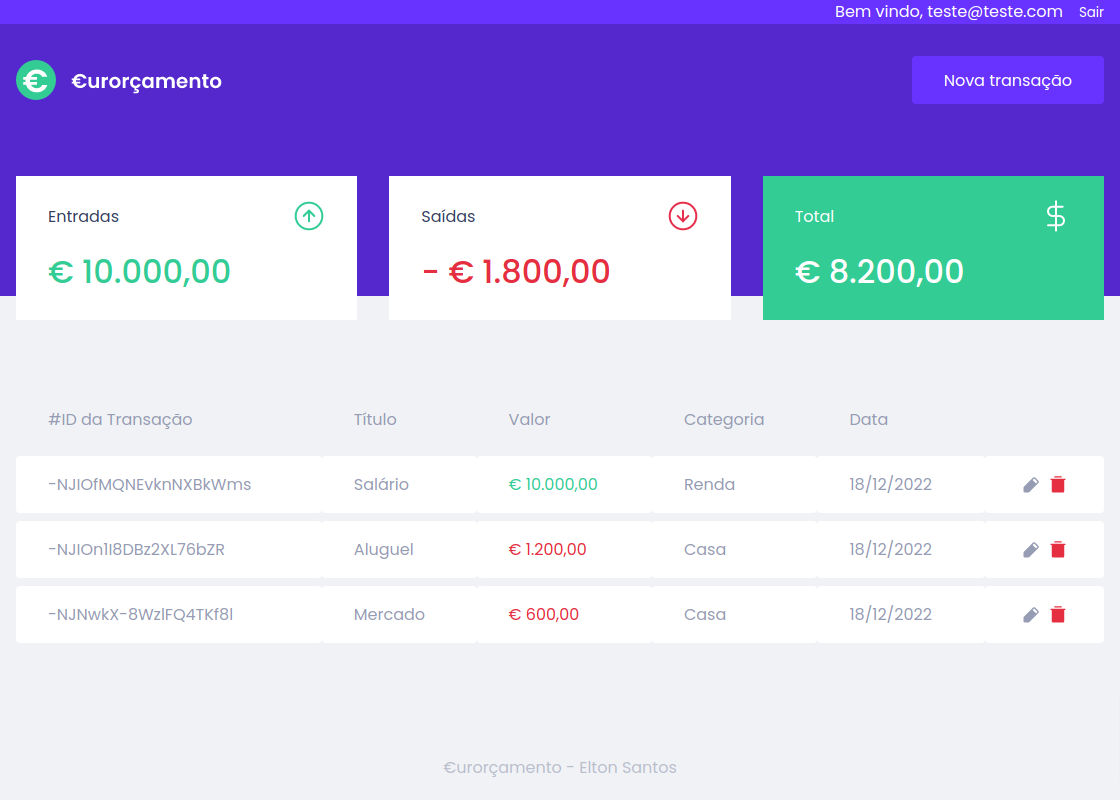 Bem vindo, teste@teste.com Sair
€urorçamento
Nova transação
Entradas
€ 10.000,00
Saídas
- € 1.800,00
Total
€ 8.200,00
#ID da Transação Título Valor Categoria Data
-NJIOfMQNEvknNXBkWms Salário € 10.000,00 Renda 18/12/2022
-NJIOn1I8DBz2XL76bZR Aluguel € 1.200,00 Casa 18/12/2022
-NJNwkX-8WzlFQ4TKf8l Mercado € 600,00 Casa 18/12/2022
€urorçamento - Elton Santos